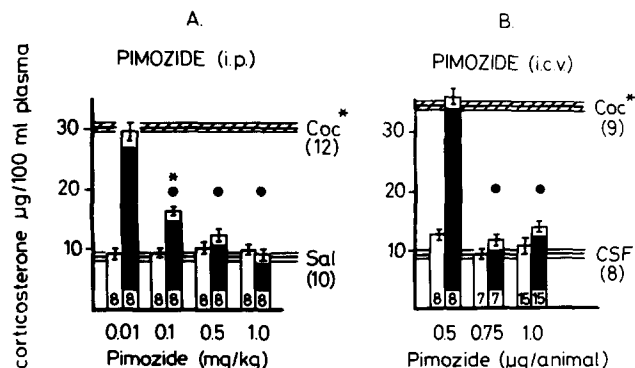 A.
PIMOZIDE (i.p.)
corticosterone µg/100 ml plasma
30
20
10
Coc*
(12)
Sal
(10)
*
8 8 8 8 8 8 8 8
0.01 0.1 0.5 1.0
Pimozide (mg/kg)
B.
PIMOZIDE (i.c.v.)
30
20
10
Coc*
(9)
CSF
(8)
8 8 7 7 15 15
0.5 0.75 1.0
Pimozide (µg/animal)